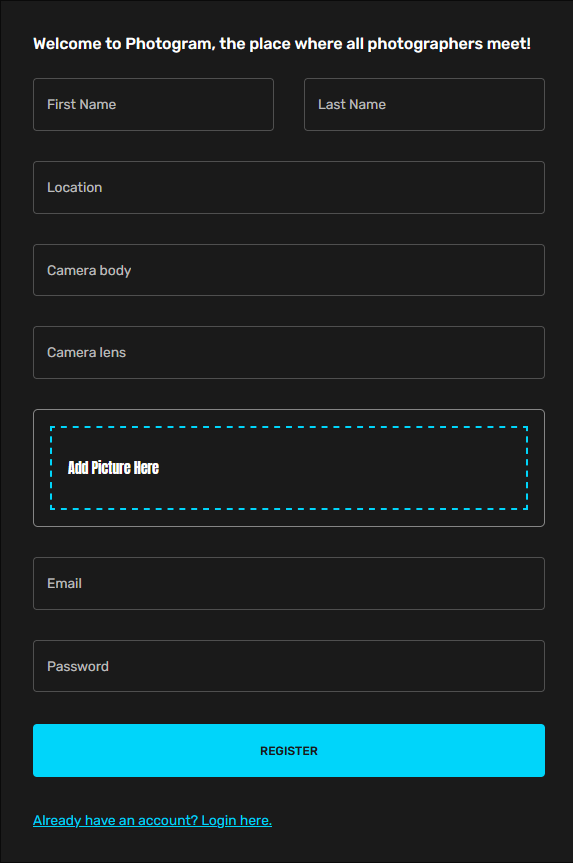 Welcome to Photogram, the place where all photographers meet!
First Name
Last Name
Location
Camera body
Camera lens
Add Picture Here
Email
Password
REGISTER
Already have an account? Login here.